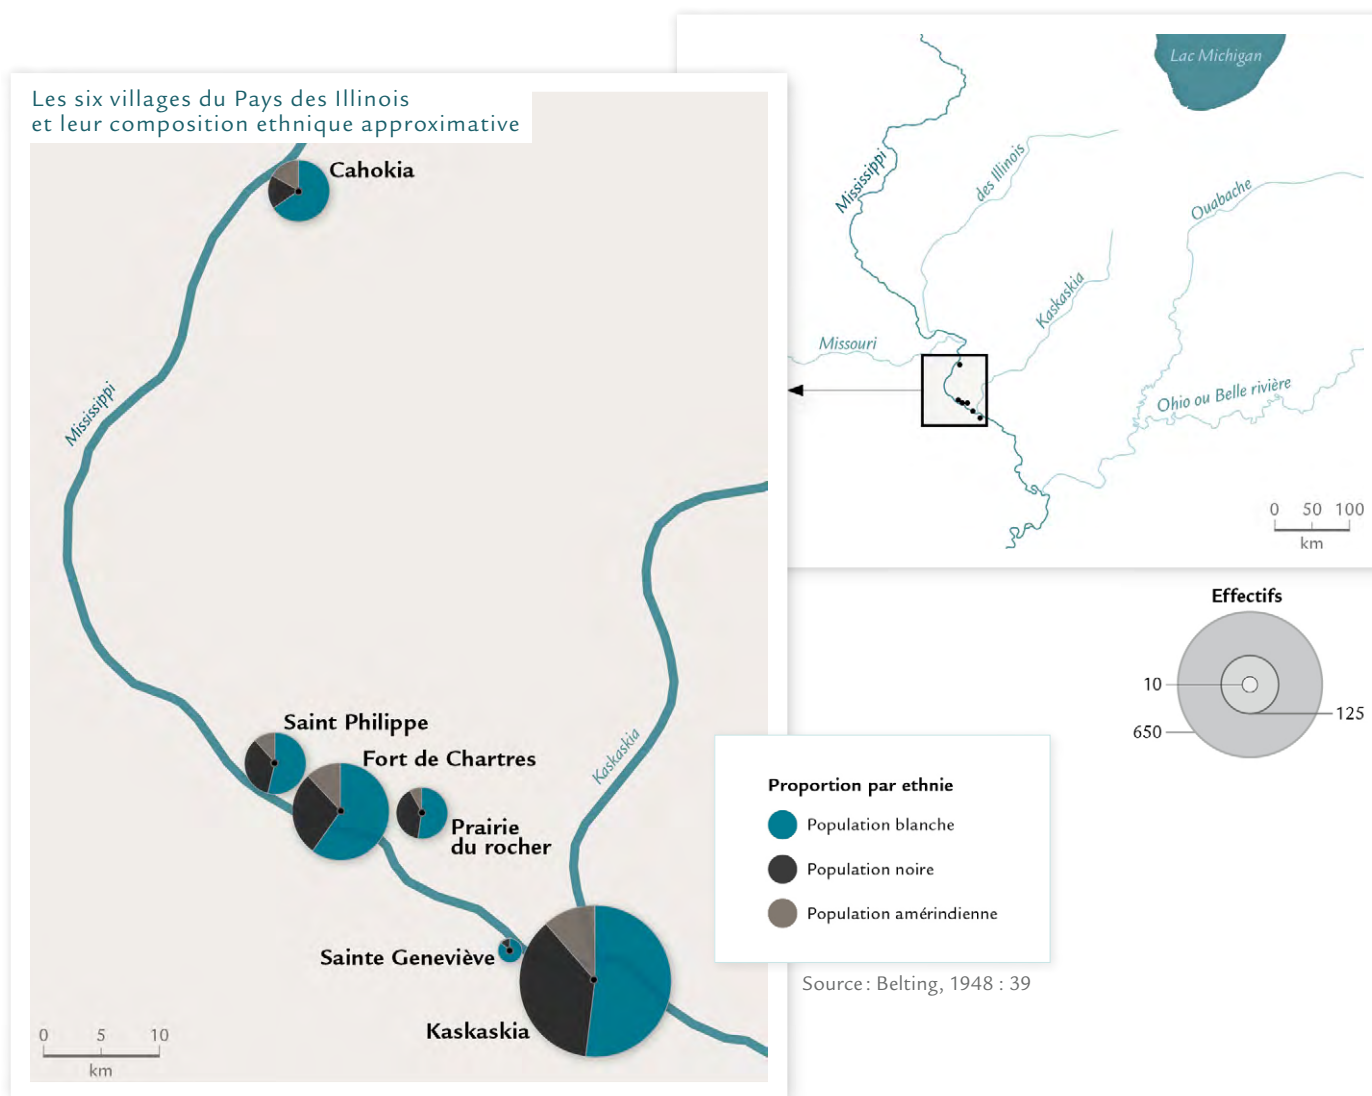 Les six villages du Pays des Illinois
et leur composition ethnique approximative
Cahokia
Mississippi
Saint Philippe
Fort de Chartres
Prairie
du rocher
Kaskaskia
Sainte Geneviève
Kaskaskia
0 5 10
km
Lac Michigan
Mississippi
des Illinois
Ouabache
Kaskaskia
Missouri
Ohio ou Belle rivière
0 50 100
km
Effectifs
10
125
650
Proportion par ethnie
Population blanche
Population noire
Population amérindienne
Source : Belting, 1948 : 39